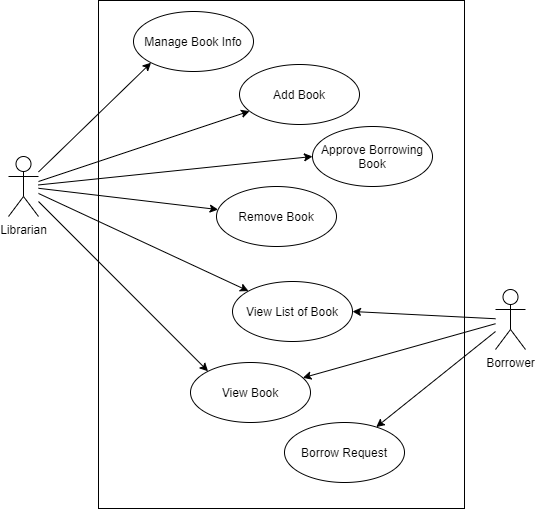 Manage Book Info
Add Book
Approve Borrowing
Book
Librarian
Remove Book
View List of Book
Borrower
View Book
Borrow Request